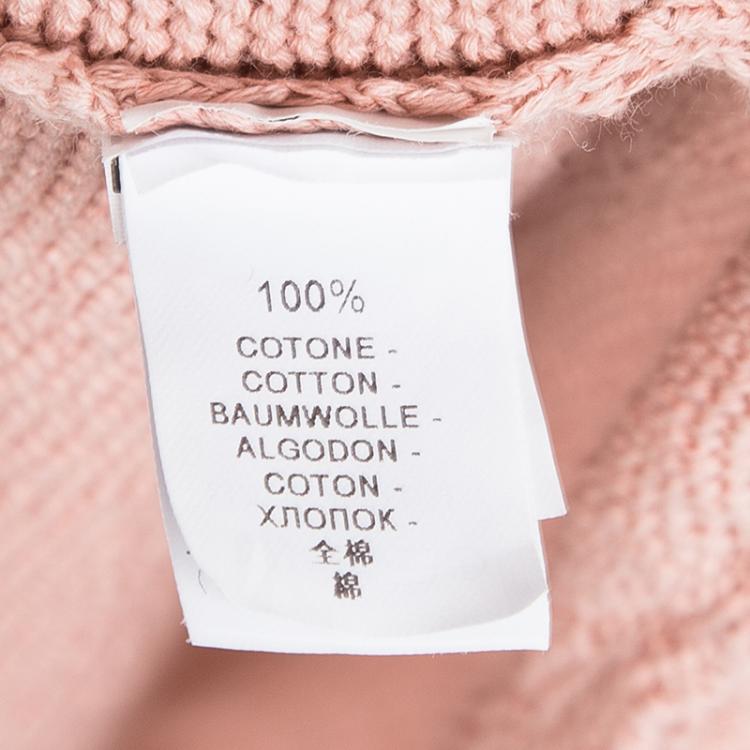 100%
COTONE -
COTTON -
BAUMWOLLE -
ALGODON -
COTON -
ХЛОПОК -
全棉
綿